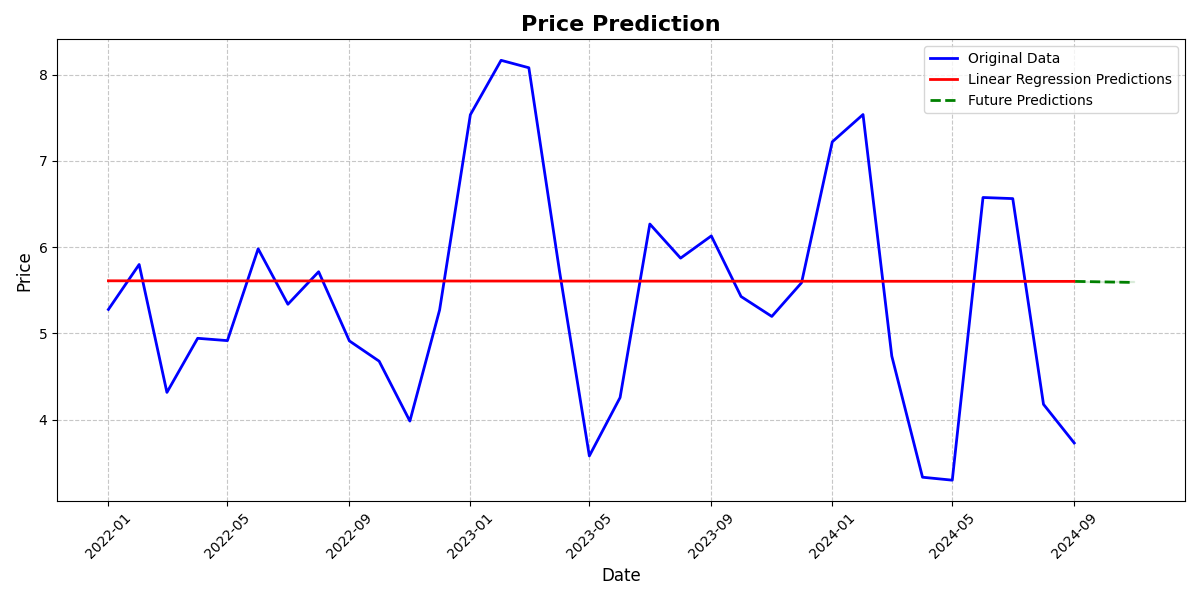 Price Prediction
Original Data
Linear Regression Predictions
Future Predictions
Price
8
7
6
5
4
2022-01
2022-05
2022-09
2023-01
2023-05
2023-09
2024-01
2024-05
2024-09
Date